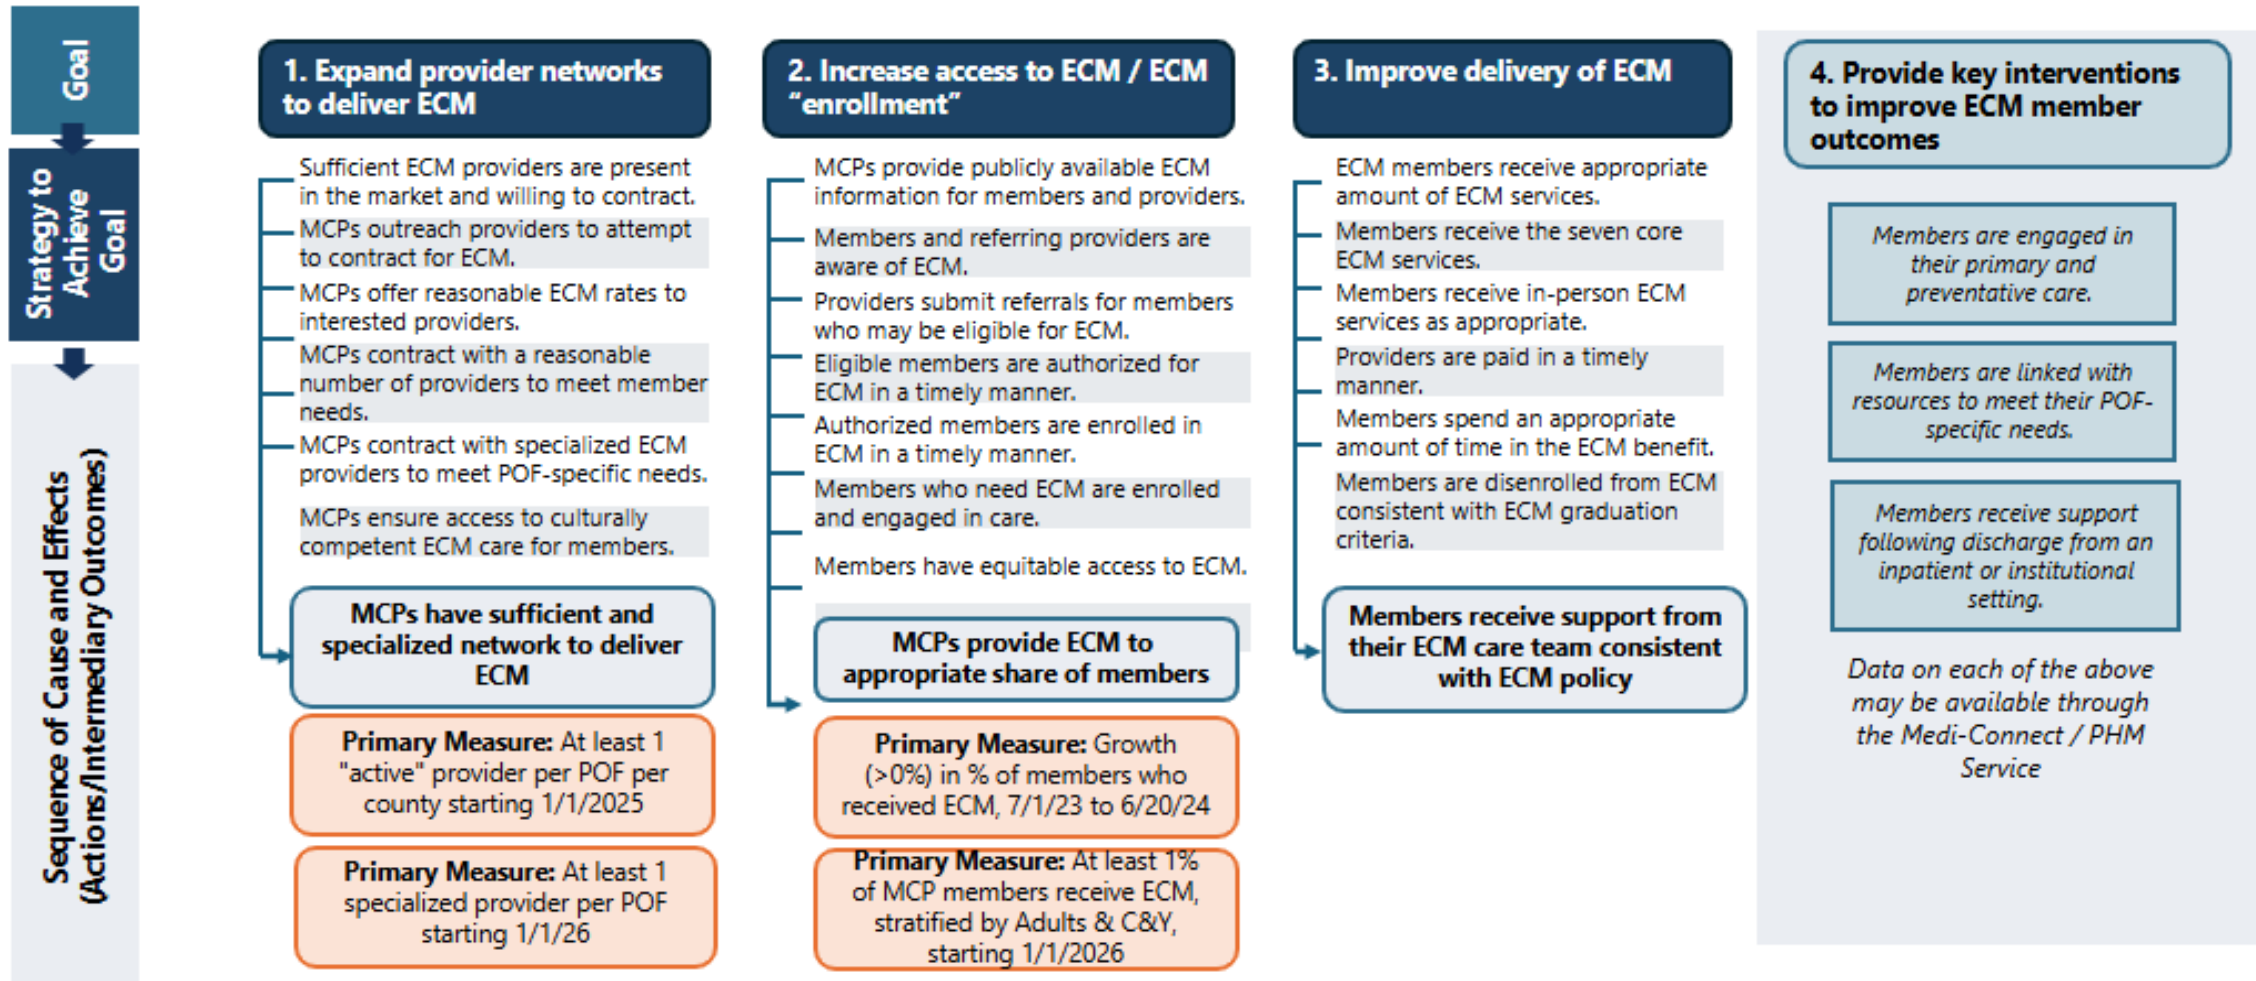 Goal
Strategy to
Achieve
Goal
Sequence of Cause and Effects
(Actions/Intermediary Outcomes)
1. Expand provider networks
to deliver ECM
Sufficient ECM providers are present
in the market and willing to contract.
MCPs outreach providers to attempt
to contract for ECM.
MCPs offer reasonable ECM rates to
interested providers.
MCPs contract with a reasonable
number of providers to meet member
needs.
MCPs contract with specialized ECM
providers to meet POF-specific needs.
MCPs ensure access to culturally
competent ECM care for members.
MCPs have sufficient and
specialized network to deliver
ECM
Primary Measure: At least 1
"active" provider per POF per
county starting 1/1/2025
Primary Measure: At least 1
specialized provider per POF
starting 1/1/26
2. Increase access to ECM / ECM
“enrollment”
MCPs provide publicly available ECM
information for members and providers.
Members and referring providers are
aware of ECM.
Providers submit referrals for members
who may be eligible for ECM.
Eligible members are authorized for
ECM in a timely manner.
Authorized members are enrolled in
ECM in a timely manner.
Members who need ECM are enrolled
and engaged in care.
Members have equitable access to ECM.
MCPs provide ECM to
appropriate share of members
Primary Measure: Growth
(>0%) in % of members who
received ECM, 7/1/23 to 6/20/24
Primary Measure: At least 1%
of MCP members receive ECM,
stratified by Adults & C&Y,
starting 1/1/2026
3. Improve delivery of ECM
ECM members receive appropriate
amount of ECM services.
Members receive the seven core
ECM services.
Members receive in-person ECM
services as appropriate.
Providers are paid in a timely
manner.
Members spend an appropriate
amount of time in the ECM benefit.
Members are disenrolled from ECM
consistent with ECM graduation
criteria.
Members receive support from
their ECM care team consistent
with ECM policy
4. Provide key interventions
to improve ECM member
outcomes
Members are engaged in
their primary and
preventative care.
Members are linked with
resources to meet their POF-
specific needs.
Members receive support
following discharge from an
inpatient or institutional
setting.
Data on each of the above
may be available through
the Medi-Connect / PHM
Service